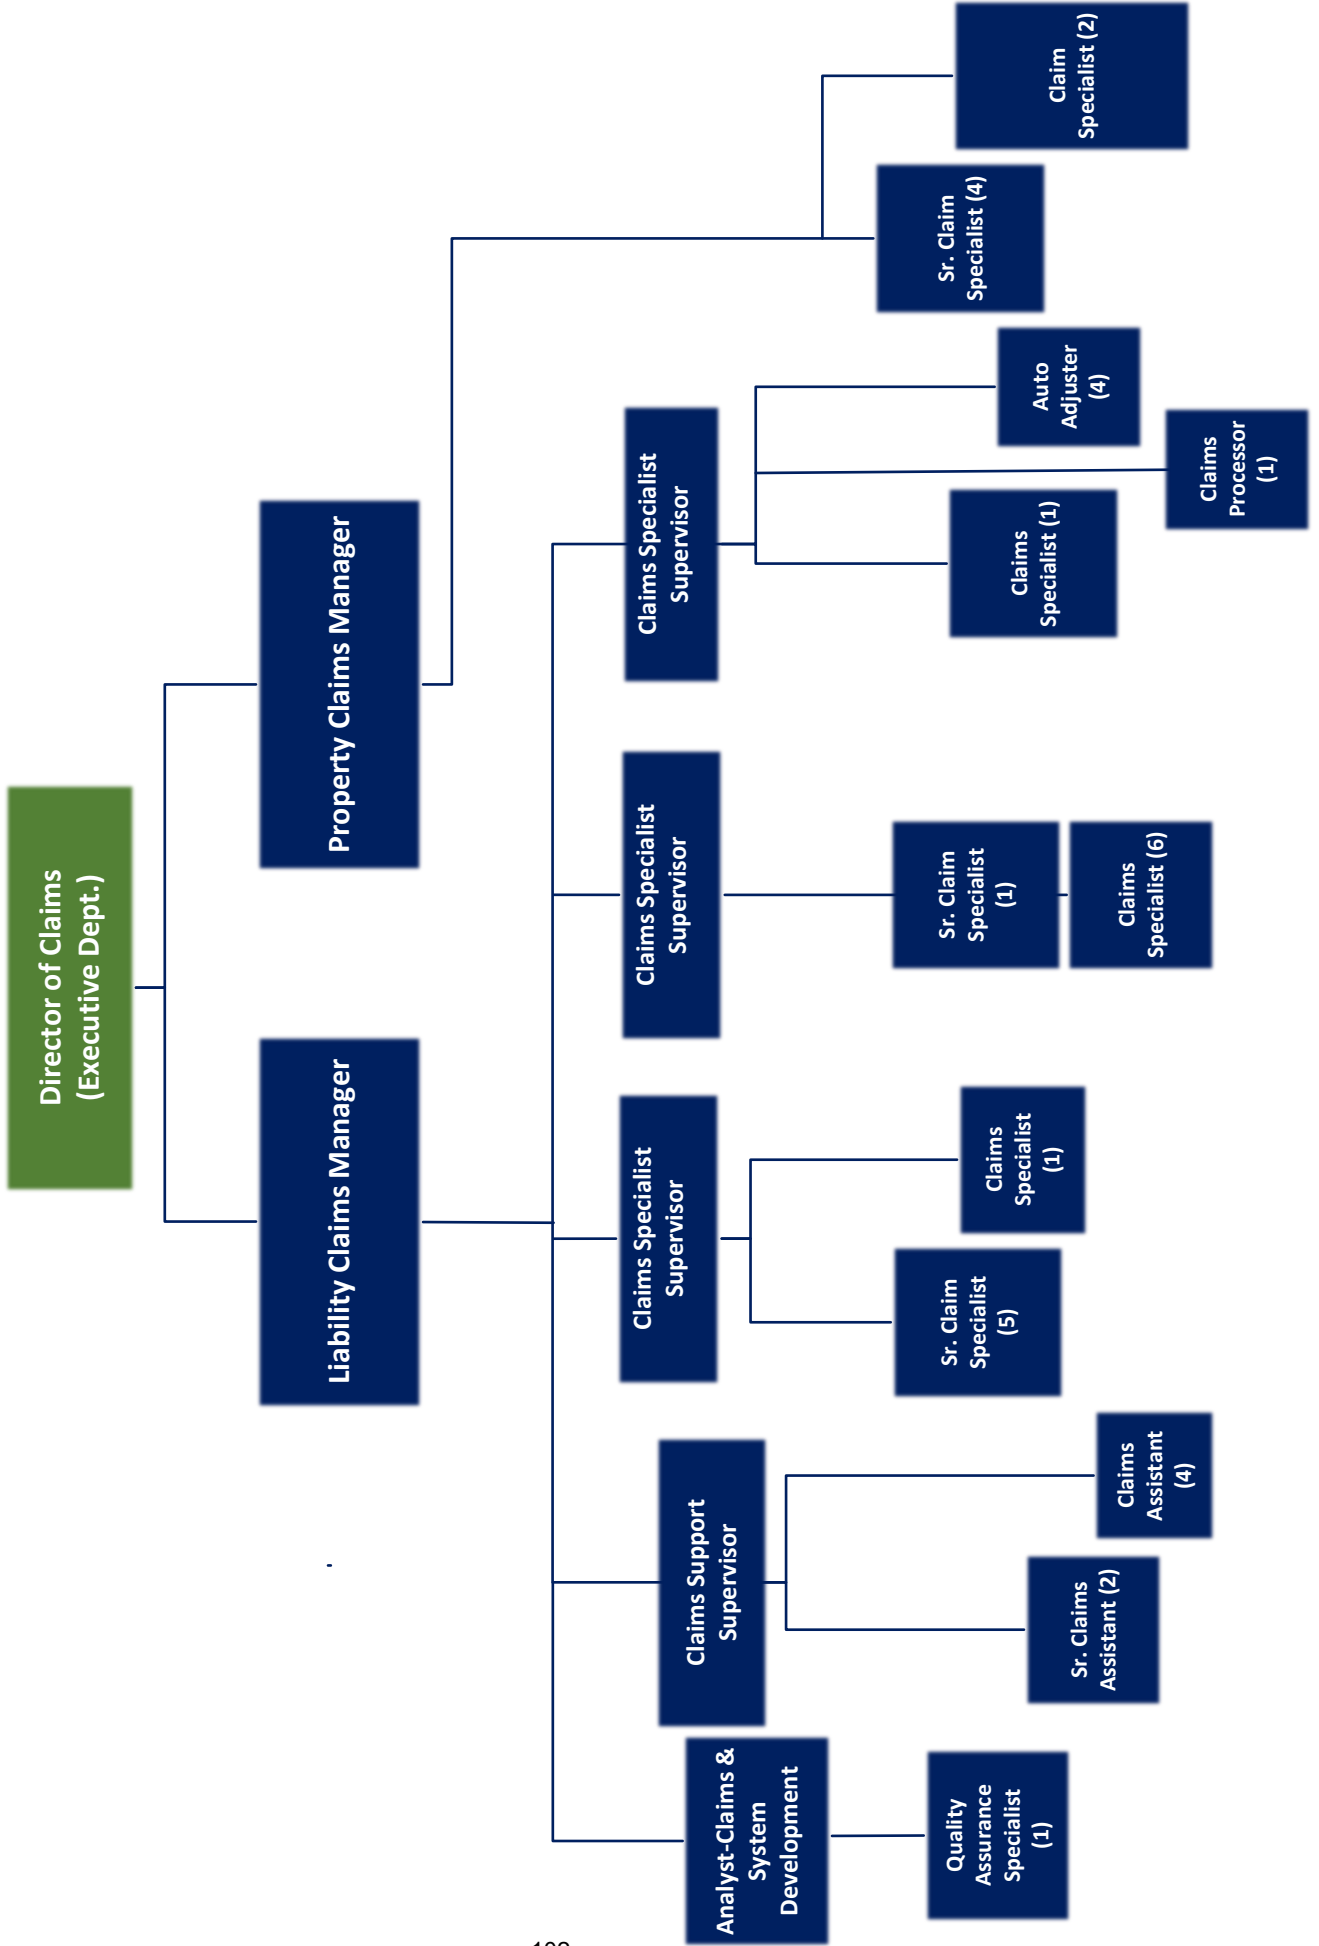 Director of Claims
(Executive Dept.)
Liability Claims Manager
Property Claims Manager
Analyst-Claims &
System
Development
Claims Support
Supervisor
Claims Specialist
Supervisor
Claims Specialist
Supervisor
Claims Specialist
Supervisor
Quality
Assurance
Specialist
(1)
Sr. Claims
Assistant (2)
Claims
Assistant
(4)
Sr. Claim
Specialist
(5)
Claims
Specialist
(1)
Sr. Claim
Specialist
(1)
Claims
Specialist (6)
Claims
Specialist (1)
Claims
Processor
(1)
Auto
Adjuster
(4)
Sr. Claim
Specialist (4)
Claim
Specialist (2)